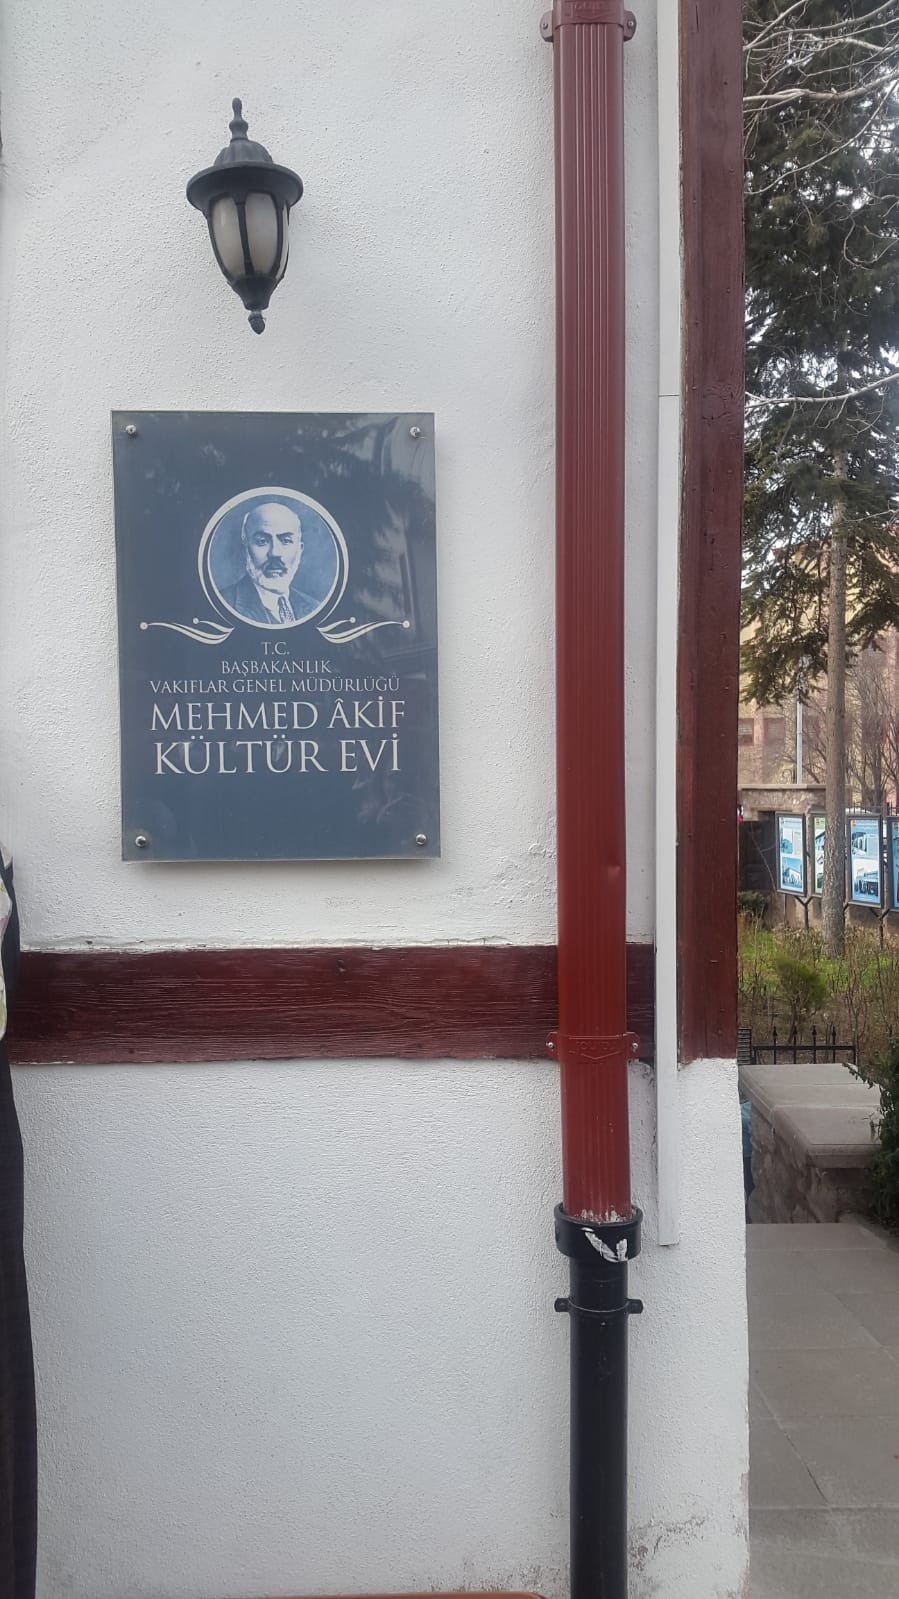 T.C.
BAŞBAKANLIK
VAKIFLAR GENEL MÜDÜRLÜĞÜ
MEHMED ÂKİF
KÜLTÜR EVİ